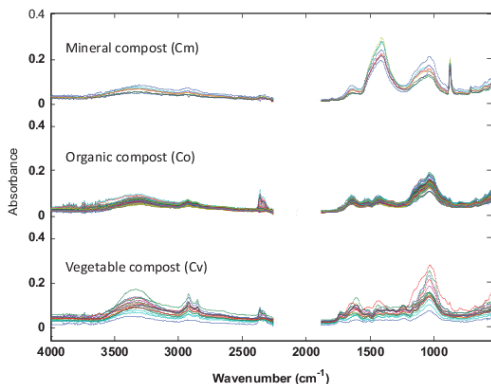 0.4
Mineral compost (Cm)
0.2
0
0.4
Organic compost (Co)
0.2
0
0.4
Vegetable compost (Cv)
0.2
0
Absorbance
4000 3500 3000 2500 2000 1500 1000
Wavenumber (cm⁻¹)